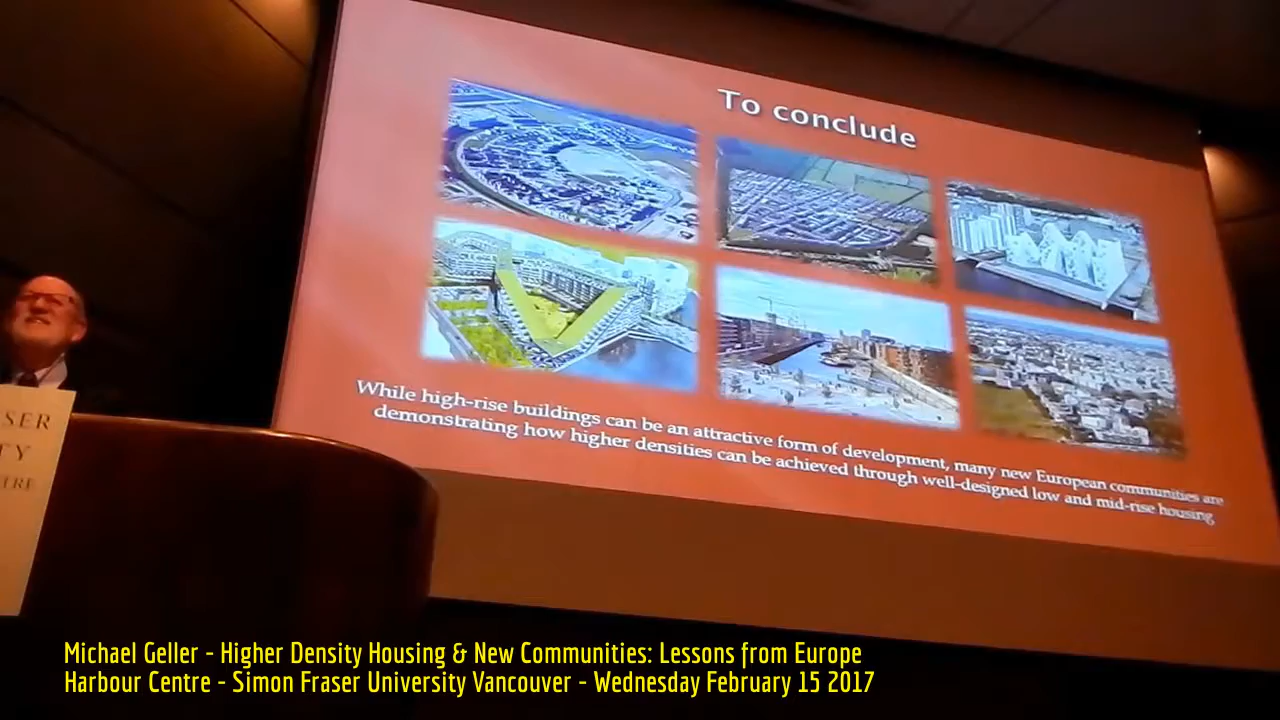 To conclude
While high-rise buildings can be an attractive form of development, many new European communities are
demonstrating how higher densities can be achieved through well-designed low and mid-rise housing
SER
TY
TRE
Michael Geller - Higher Density Housing & New Communities: Lessons from Europe
Harbour Centre - Simon Fraser University Vancouver - Wednesday February 15 2017